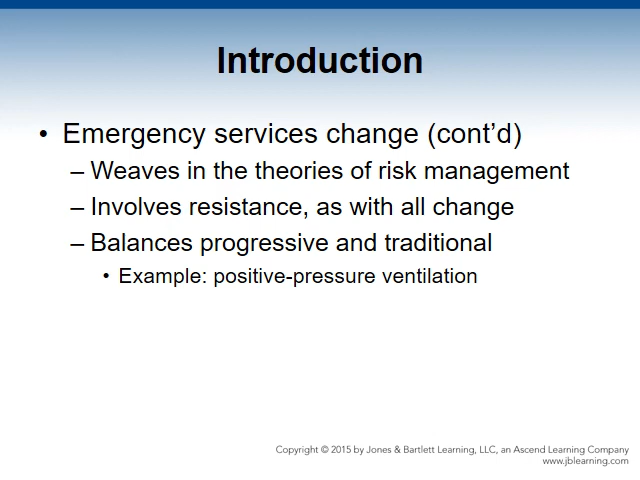 Introduction
• Emergency services change (cont’d)
– Weaves in the theories of risk management
– Involves resistance, as with all change
– Balances progressive and traditional
• Example: positive-pressure ventilation
Copyright © 2015 by Jones & Bartlett Learning, LLC, an Ascend Learning Company
www.jblearning.com